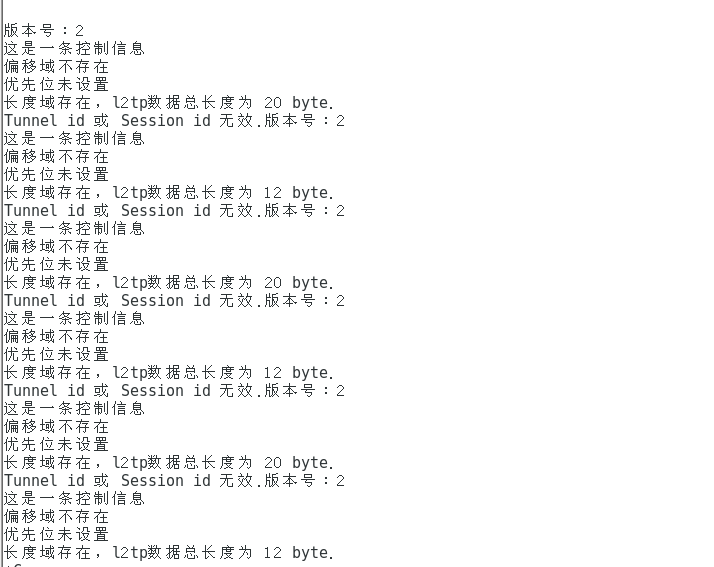 版本号：2
这是一条控制信息
偏移域不存在
优先位未设置
长度域存在，l2tp数据总长度为 20 byte.
Tunnel id 或 Session id 无效.版本号：2
这是一条控制信息
偏移域不存在
优先位未设置
长度域存在，l2tp数据总长度为 12 byte.
Tunnel id 或 Session id 无效.版本号：2
这是一条控制信息
偏移域不存在
优先位未设置
长度域存在，l2tp数据总长度为 20 byte.
Tunnel id 或 Session id 无效.版本号：2
这是一条控制信息
偏移域不存在
优先位未设置
长度域存在，l2tp数据总长度为 12 byte.
Tunnel id 或 Session id 无效.版本号：2
这是一条控制信息
偏移域不存在
优先位未设置
长度域存在，l2tp数据总长度为 20 byte.
Tunnel id 或 Session id 无效.版本号：2
这是一条控制信息
偏移域不存在
优先位未设置
长度域存在，l2tp数据总长度为 12 byte.